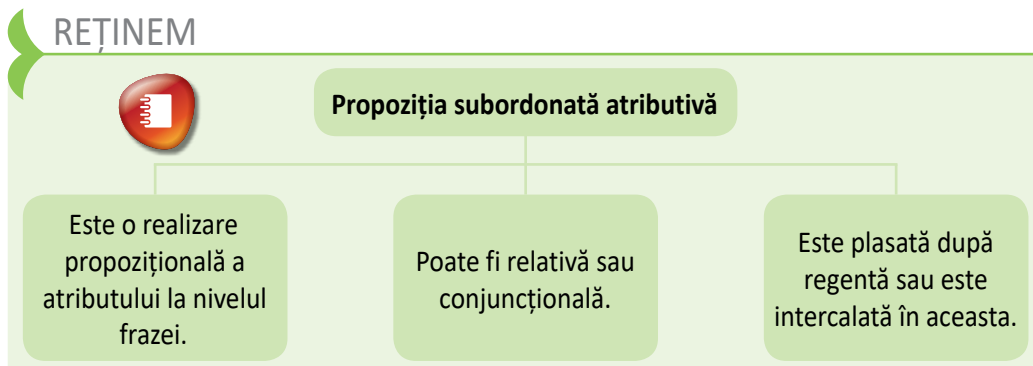 REȚINEM
Propoziția subordonată atributivă
Este o realizare
propozițională a
atributului la nivelul
frazei.
Poate fi relativă sau
conjuncțională.
Este plasată după
regentă sau este
intercalată în aceasta.